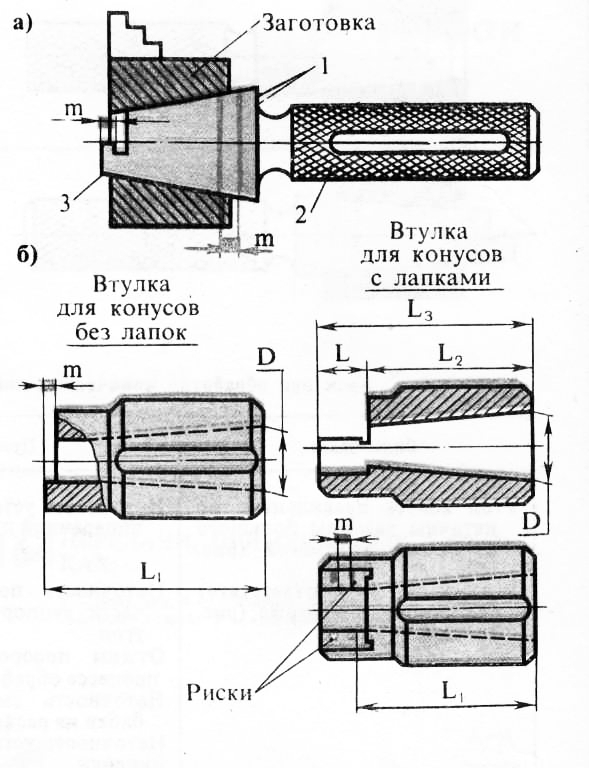 а)
Заготовка
1
m
3
2
m
б)
Втулка
для конусов
без лапок
Втулка
для конусов
с лапками
L₃
L
L₂
D
m
D
L₁
m
Риски
L₁